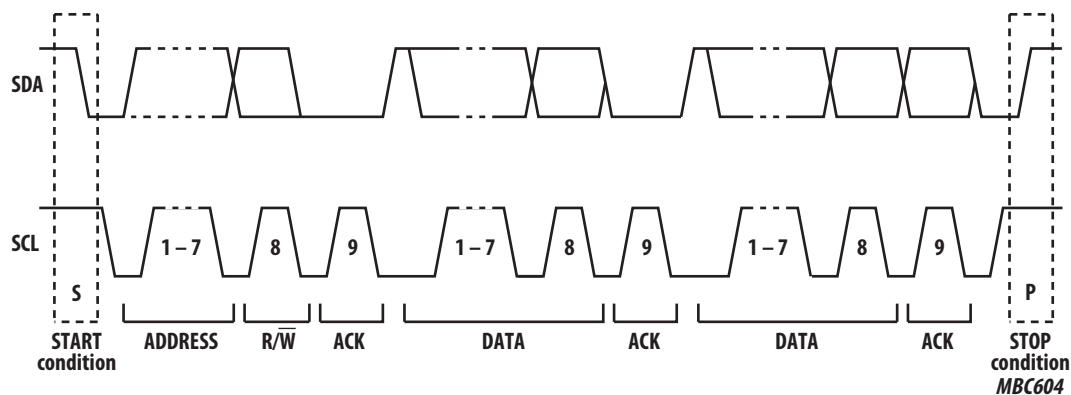 SDA
SCL
1 – 7 8 9 1 – 7 8 9 1 – 7 8 9
S P
START condition
ADDRESS R/W̅ ACK DATA ACK DATA ACK
STOP condition
MBC604